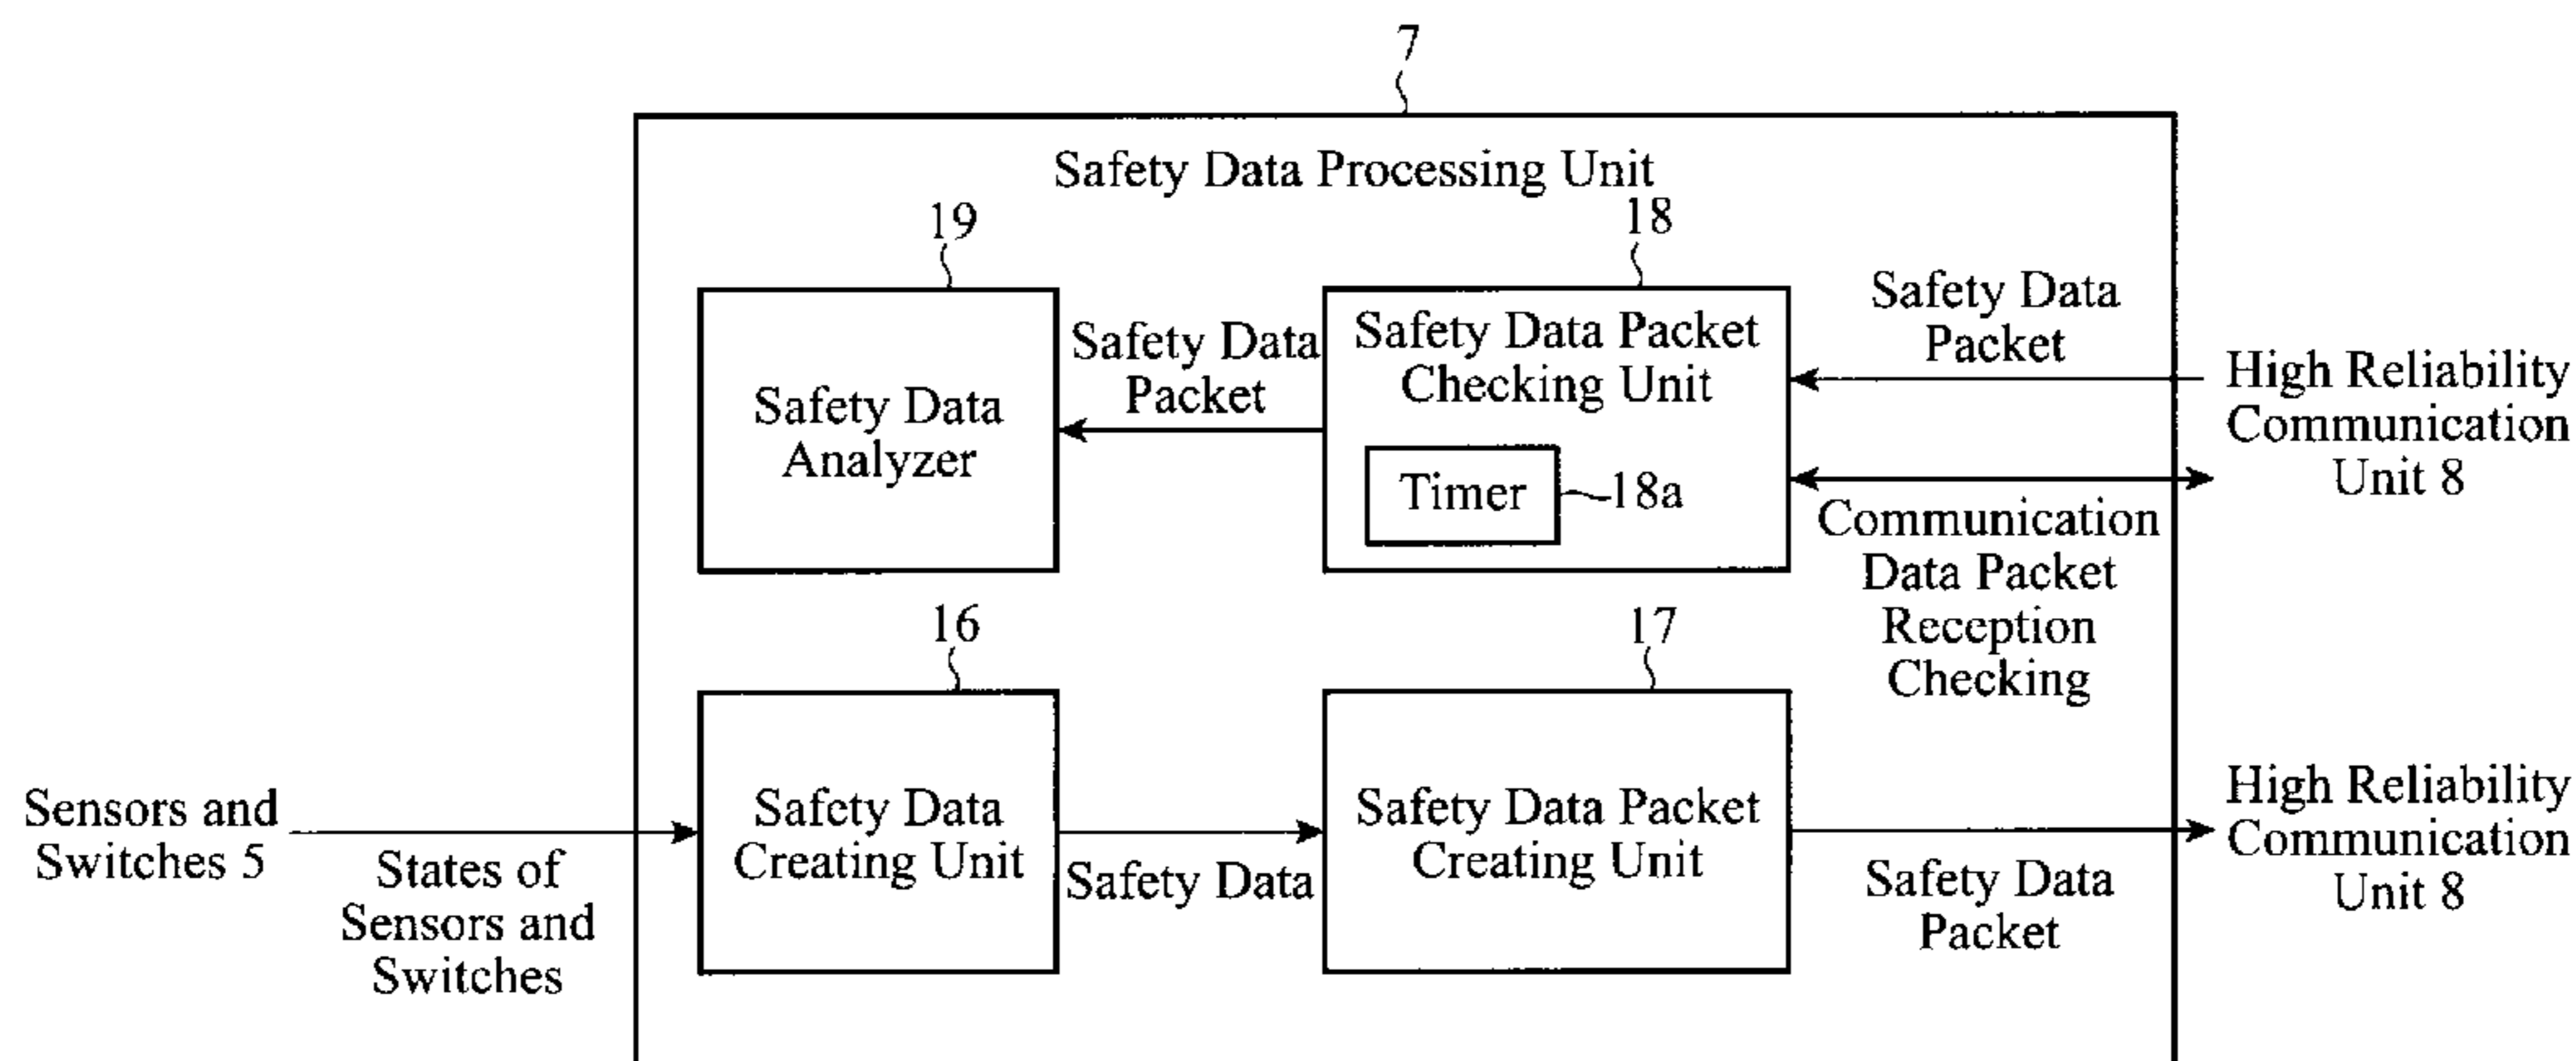 7
Safety Data Processing Unit
19
18
Safety Data Analyzer
Safety Data
Packet
Safety Data Packet
Checking Unit
Timer
18a
Safety Data
Packet
High Reliability
Communication
Unit 8
Communication
Data Packet
Reception
Checking
16
17
Sensors and
Switches 5
States of
Sensors and
Switches
Safety Data
Creating Unit
Safety Data
Safety Data Packet
Creating Unit
Safety Data
Packet
High Reliability
Communication
Unit 8